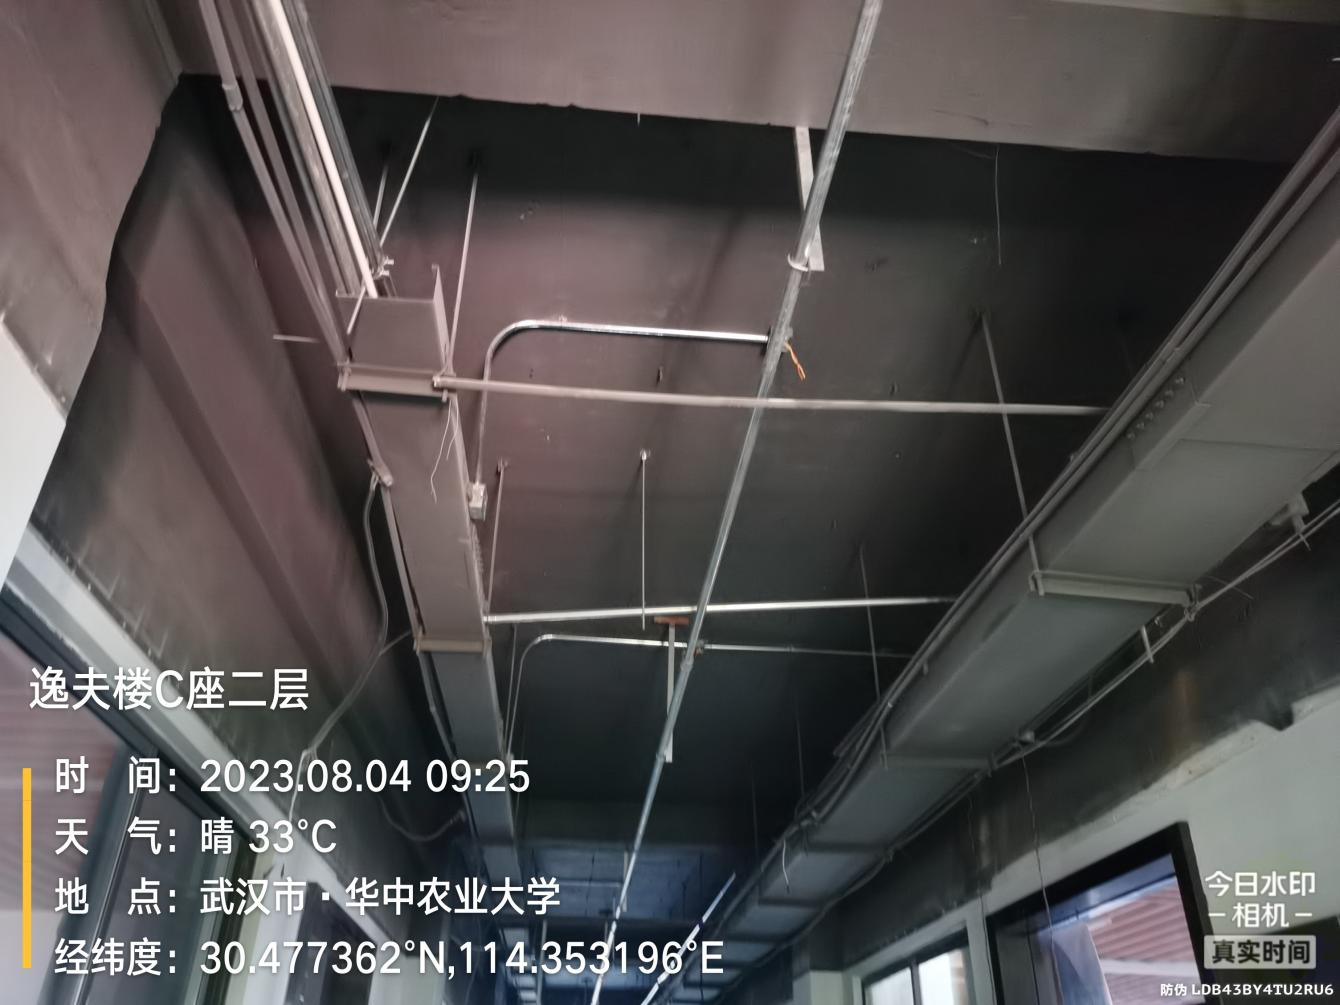 逸夫楼C座二层
时 间：2023.08.04 09:25
天 气：晴 33℃
地 点：武汉市·华中农业大学
经纬度：30.477362°N,114.353196°E
今日水印
-相机-
真实时间
防伪 LDB43BY4TU2RU6